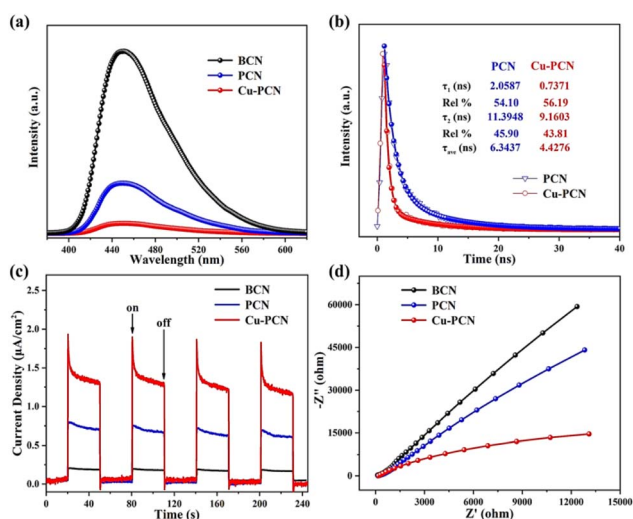 (a)
BCN
PCN
Cu-PCN
Intensity (a.u.)
400 440 480 520 560 600
Wavelength (nm)
(b)
PCN Cu-PCN
τ₁ (ns) 2.0587 0.7371
Rel % 54.10 56.19
τ₂ (ns) 11.3948 9.1603
Rel % 45.90 43.81
τave (ns) 6.3437 4.4276
PCN
Cu-PCN
Intensity (a.u.)
0 10 20 30 40
Time (ns)
(c)
BCN
PCN
Cu-PCN
on
off
Current Density (μA/cm²)
2.5
2.0
1.5
1.0
0.5
0.0
0 40 80 120 160 200 240
Time (s)
(d)
BCN
PCN
Cu-PCN
-Z'' (ohm)
60000
45000
30000
15000
0
0 3000 6000 9000 12000 15000
Z' (ohm)